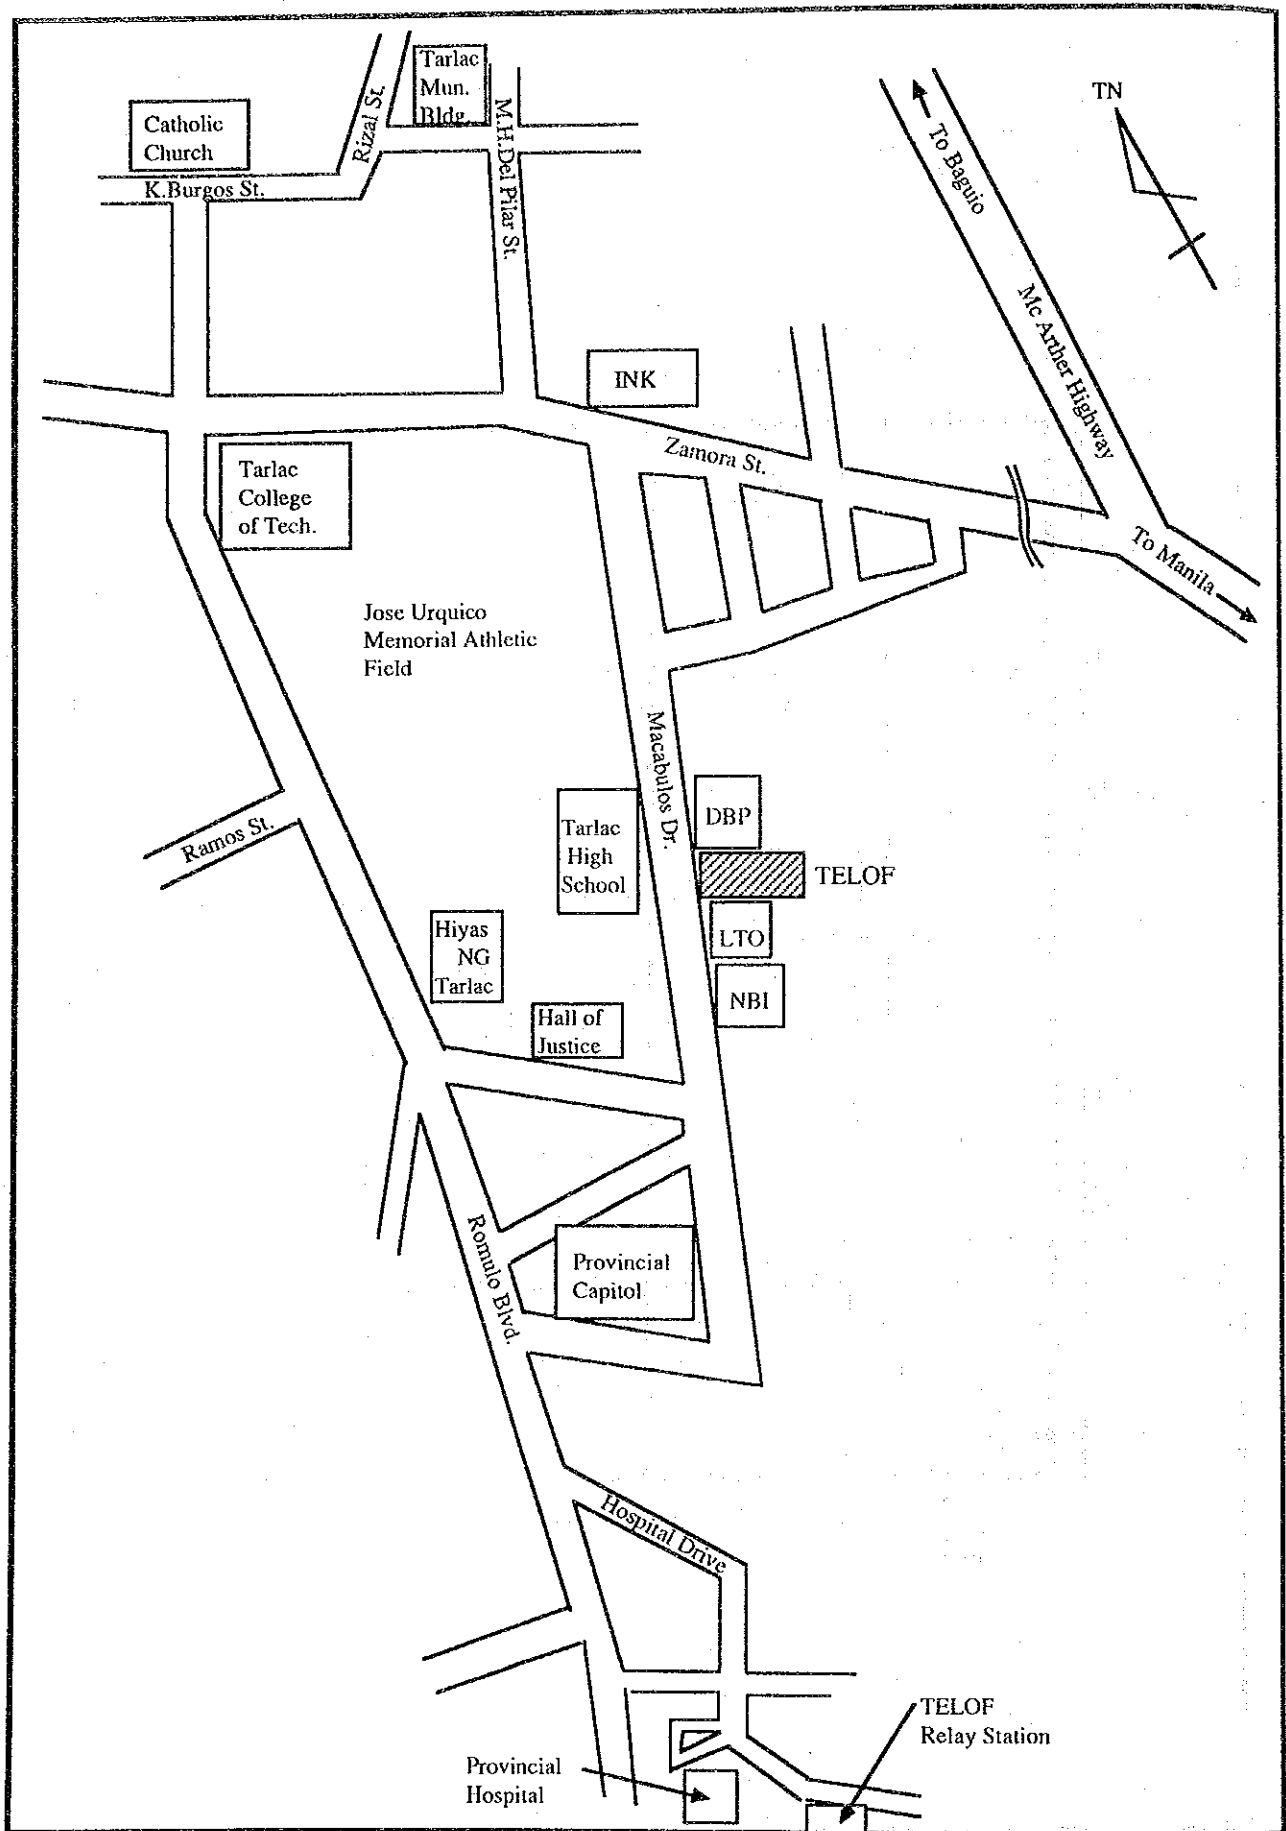 Tarlac
Mun.
Bldg.
TN
Catholic
Church
Rizal St.
M.H.Del Pilar St.
To Baguio
K.Burgos St.
Mc Arther Highway
INK
Zamora St.
Tarlac
College
of Tech.
To Manila
Jose Urquico
Memorial Athletic
Field
Macabulos Dr.
DBP
Ramos St.
Tarlac
High
School
TELOF
Hiyas
NG
Tarlac
LTO
NBI
Hall of
Justice
Romulo Blvd.
Provincial
Capitol
Hospital Drive
TELOF
Relay Station
Provincial
Hospital